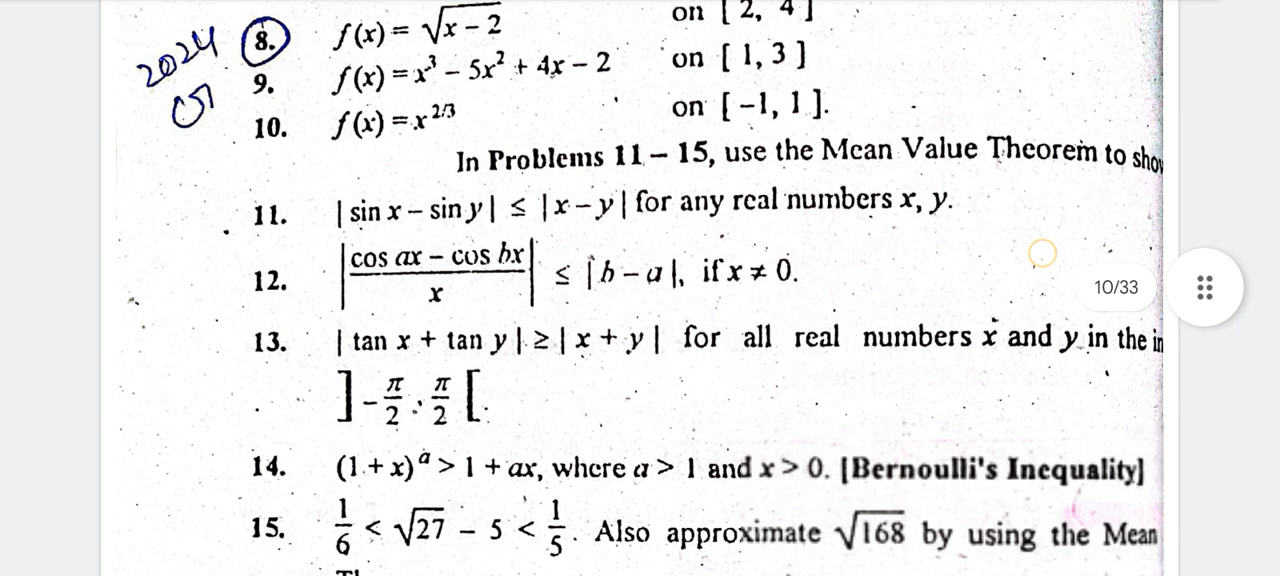 2024
8. f(x) = √x − 2 on [ 2, 4 ]
9. f(x) = x³ − 5x² + 4x − 2 on [ 1, 3 ]
10. f(x) = x^2/3 on [ −1, 1 ].
In Problems 11 – 15, use the Mean Value Theorem to
11. | sin x − sin y | ≤ | x − y | for any real numbers x, y.
12. | cos ax − cos bx / x | ≤ | b − a |, if x ≠ 0.
13. | tan x + tan y | ≥ | x + y | for all real numbers x and y in the
] − π/2 , π/2 [.
14. (1 + x)^a > 1 + ax, where a > 1 and x > 0. [Bernoulli's Inequality]
15. 1/6 < √27 − 5 < 1/5. Also approximate √168 by using the Mean
10/33